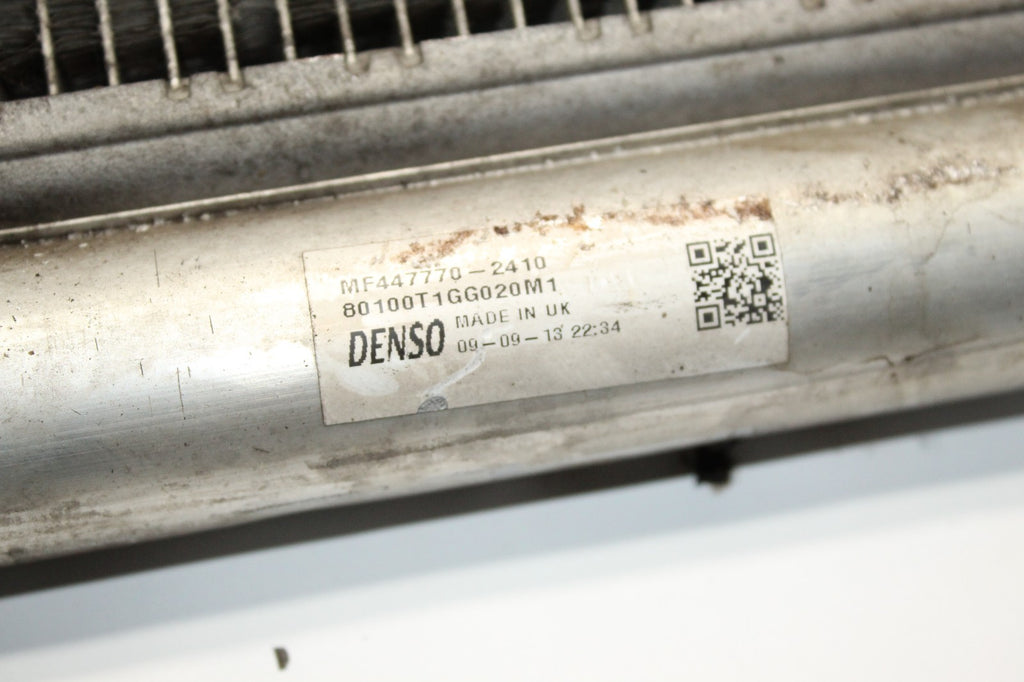 MF447770-2410
80100T1GG020M1
DENSO MADE IN UK
09-09-13 22:34